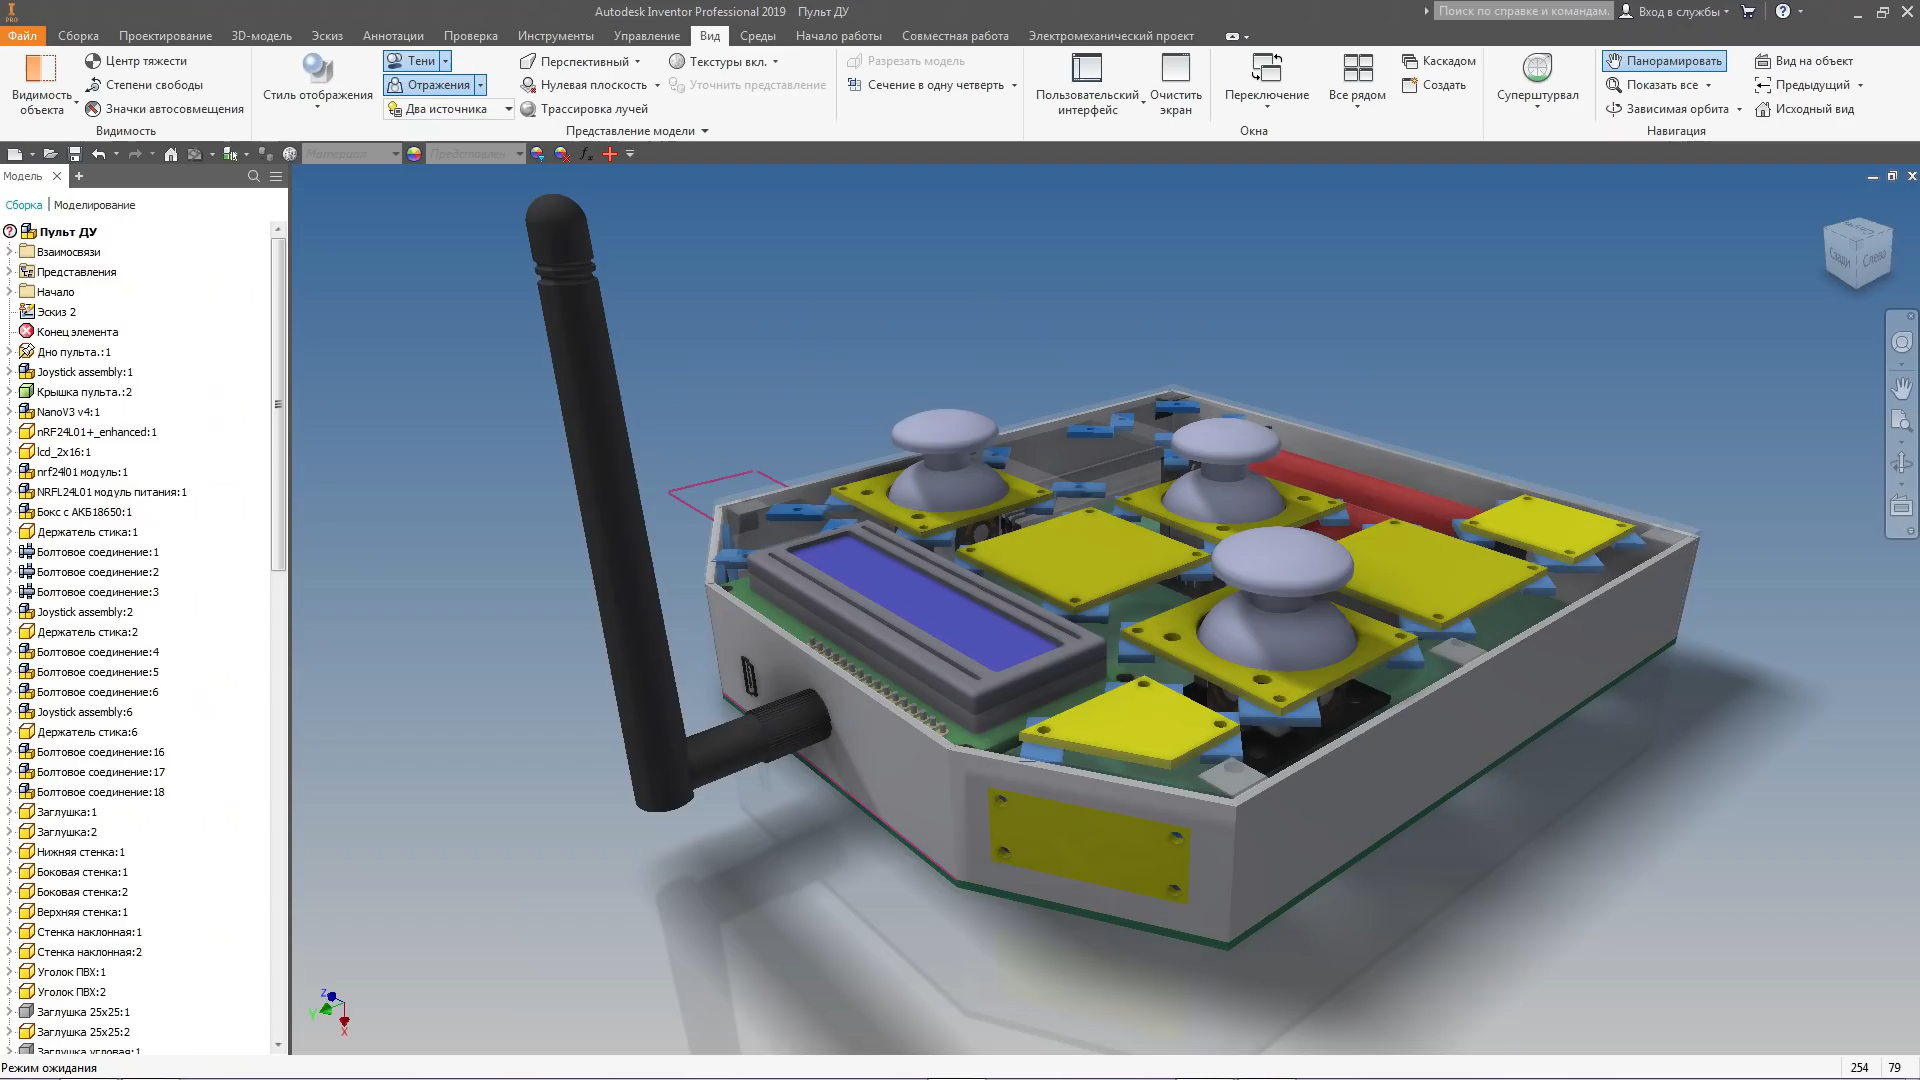 PRO
Autodesk Inventor Professional 2019 Пульт ДУ
Поиск по справке и командам.
Вход в службы
Файл
Сборка
Проектирование
3D-модель
Эскиз
Аннотации
Проверка
Инструменты
Управление
Вид
Среды
Начало работы
Совместная работа
Электромеханический проект
Видимость объекта
Центр тяжести
Степени свободы
Значки автосовмещения
Видимость
Стиль отображения
Тени
Отражения
Два источника
Перспективный
Нулевая плоскость
Трассировка лучей
Текстуры вкл.
Уточнить представление
Представление модели
Разрезать модель
Сечение в одну четверть
Пользовательский интерфейс
Очистить экран
Переключение
Все рядом
Каскадом
Создать
Окна
Суперштурвал
Панорамировать
Показать все
Зависимая орбита
Вид на объект
Предыдущий
Исходный вид
Навигация
Материал
Представлен
fx
Модель
Сборка
Моделирование
Пульт ДУ
Взаимосвязи
Представления
Начало
Эскиз 2
Конец элемента
Дно пульта.:1
Joystick assembly:1
Крышка пульта.:2
NanoV3 v4:1
nRF24L01+_enhanced:1
lcd_2x16:1
nrf24l01 модуль:1
NRFL24L01 модуль питания:1
Бокс с АКБ18650:1
Держатель стика:1
Болтовое соединение:1
Болтовое соединение:2
Болтовое соединение:3
Joystick assembly:2
Держатель стика:2
Болтовое соединение:4
Болтовое соединение:5
Болтовое соединение:6
Joystick assembly:6
Держатель стика:6
Болтовое соединение:16
Болтовое соединение:17
Болтовое соединение:18
Заглушка:1
Заглушка:2
Нижняя стенка:1
Боковая стенка:1
Боковая стенка:2
Верхняя стенка:1
Стенка наклонная:1
Стенка наклонная:2
Уголок ПВХ:1
Уголок ПВХ:2
Заглушка 25x25:1
Заглушка 25x25:2
Заглушка угловая:1
Сзади
Слева
Z
Y
X
Режим ожидания
254
79